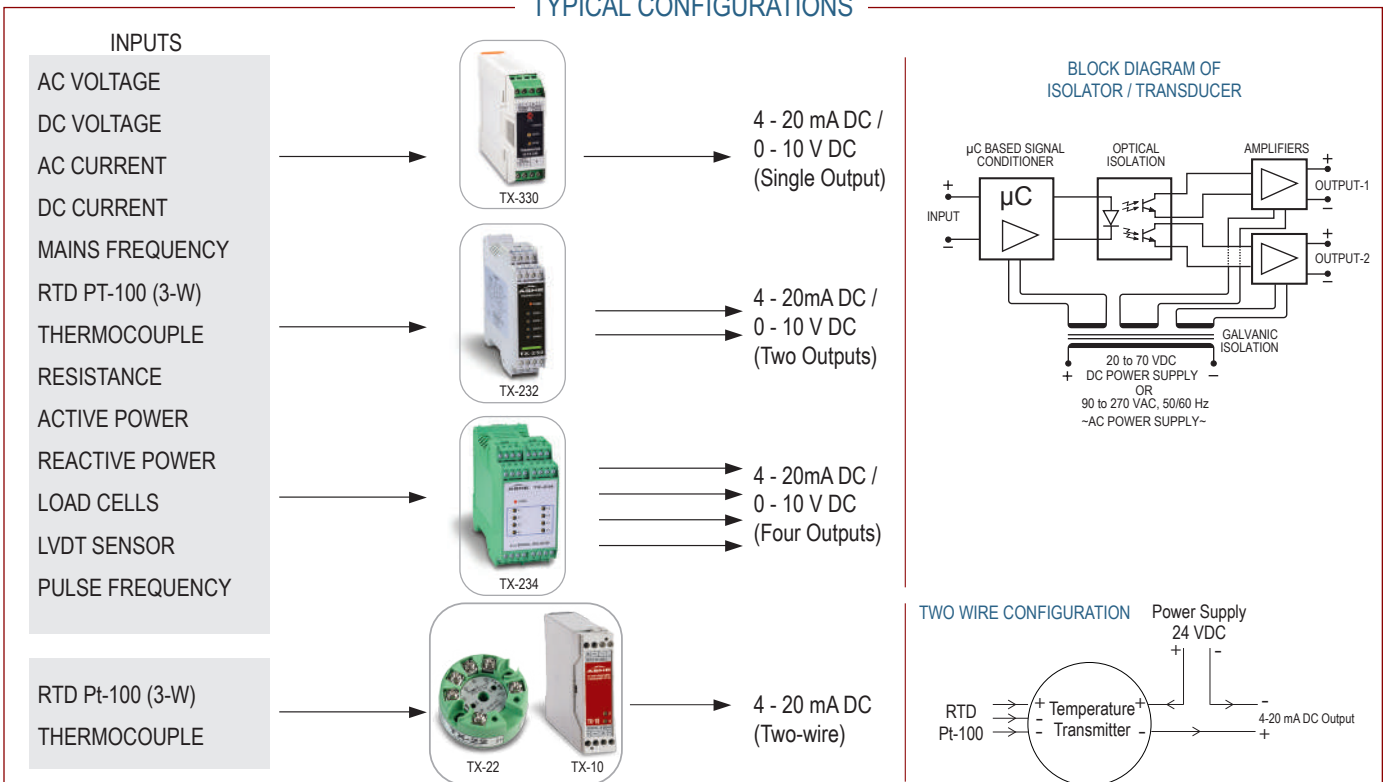 TYPICAL CONFIGURATIONS
INPUTS
AC VOLTAGE
DC VOLTAGE
AC CURRENT
DC CURRENT
MAINS FREQUENCY
RTD PT-100 (3-W)
THERMOCOUPLE
RESISTANCE
ACTIVE POWER
REACTIVE POWER
LOAD CELLS
LVDT SENSOR
PULSE FREQUENCY
RTD Pt-100 (3-W)
THERMOCOUPLE
TX-330
4 - 20 mA DC /
0 - 10 V DC
(Single Output)
TX-232
4 - 20mA DC /
0 - 10 V DC
(Two Outputs)
TX-234
4 - 20mA DC /
0 - 10 V DC
(Four Outputs)
TX-22
TX-10
4 - 20 mA DC
(Two-wire)
BLOCK DIAGRAM OF
ISOLATOR / TRANSDUCER
µC BASED SIGNAL
CONDITIONER
OPTICAL
ISOLATION
AMPLIFIERS
+
INPUT
–
µC
+
OUTPUT-1
–
+
OUTPUT-2
–
GALVANIC
ISOLATION
20 to 70 VDC
+ DC POWER SUPPLY –
OR
90 to 270 VAC, 50/60 Hz
~AC POWER SUPPLY~
TWO WIRE CONFIGURATION
Power Supply
24 VDC
+ -
RTD
Pt-100
+
-
-
Temperature
Transmitter
+
-
-
4-20 mA DC Output
+